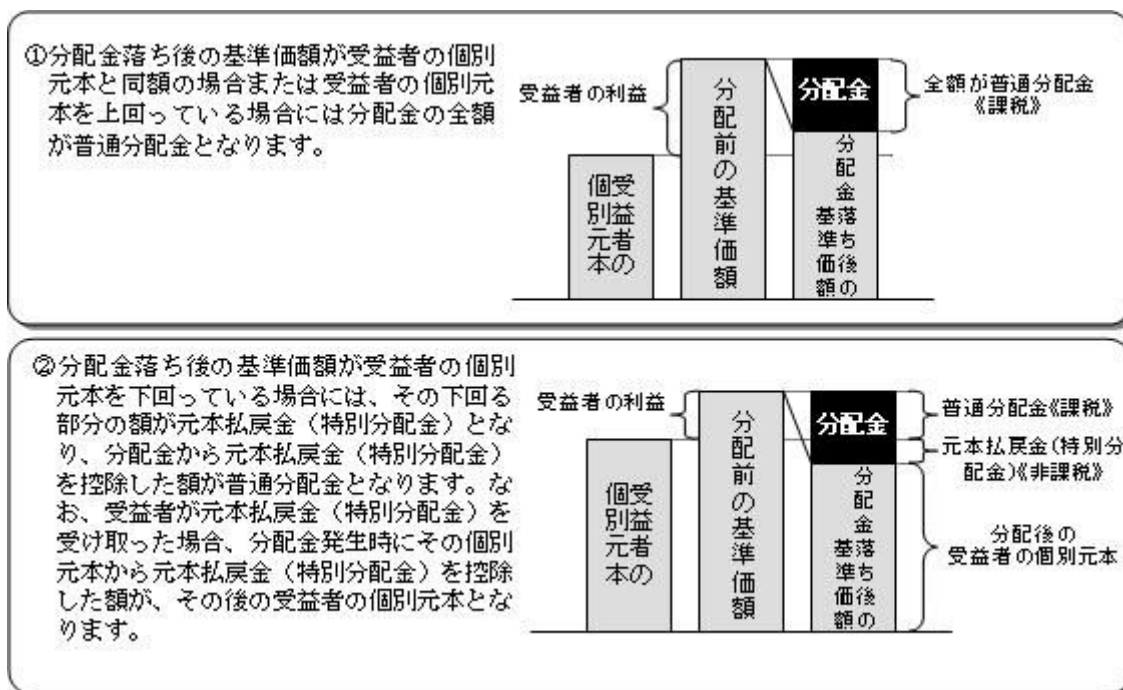 ①分配金落ち後の基準価額が受益者の個別
元本と同額の場合または受益者の個別元
本を上回っている場合には分配金の全額
が普通分配金となります。
受益者の利益
受益者の
個別元本
分配前の基準価額
分配金
分配金落ち後の
基準価額
全額が普通分配金
《課税》
②分配金落ち後の基準価額が受益者の個別
元本を下回っている場合には、その下回る
部分の額が元本払戻金（特別分配金）とな
り、分配金から元本払戻金（特別分配金）
を控除した額が普通分配金となります。な
お、受益者が元本払戻金（特別分配金）を
受け取った場合、分配金発生時にその個別
元本から元本払戻金（特別分配金）を控除
した額が、その後の受益者の個別元本とな
ります。
受益者の利益
受益者の
個別元本
分配前の基準価額
分配金
分配金落ち後の
基準価額
普通分配金《課税》
元本払戻金(特別分
配金)《非課税》
分配後の
受益者の個別元本